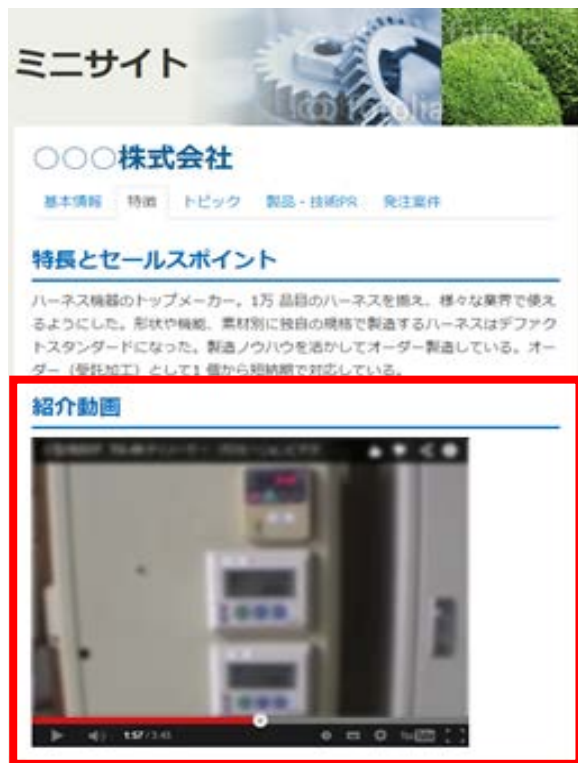 ミニサイト
fotolia
fotolia
○○○株式会社
基本情報 特徴 トピック 製品・技術PR 発注案件
特長とセールスポイント
ハーネス機器のトップメーカー。1万 品目のハーネスを揃え、様々な業界で使え
るようにした。形状や機能、素材別に独自の規格で製造するハーネスはデファク
トスタンダードになった。製造ノウハウを活かしてオーダー製造している。オー
ダー（受託加工）として1 個から短納期で対応している。
紹介動画
1:57 / 3:45
YouTube